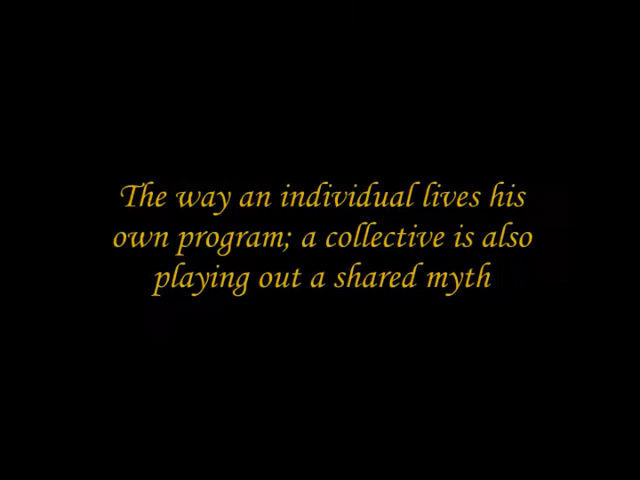 The way an individual lives his
own program; a collective is also
playing out a shared myth